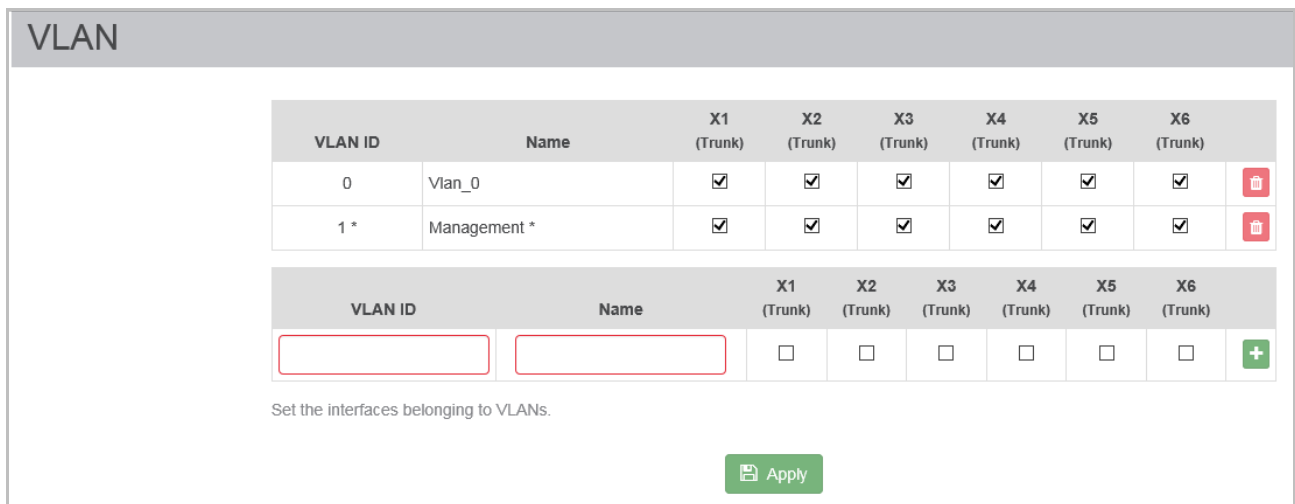 VLAN
VLAN ID Name X1 (Trunk) X2 (Trunk) X3 (Trunk) X4 (Trunk) X5 (Trunk) X6 (Trunk)
0 Vlan_0
1 * Management *
VLAN ID Name X1 (Trunk) X2 (Trunk) X3 (Trunk) X4 (Trunk) X5 (Trunk) X6 (Trunk)
Set the interfaces belonging to VLANs.
Apply